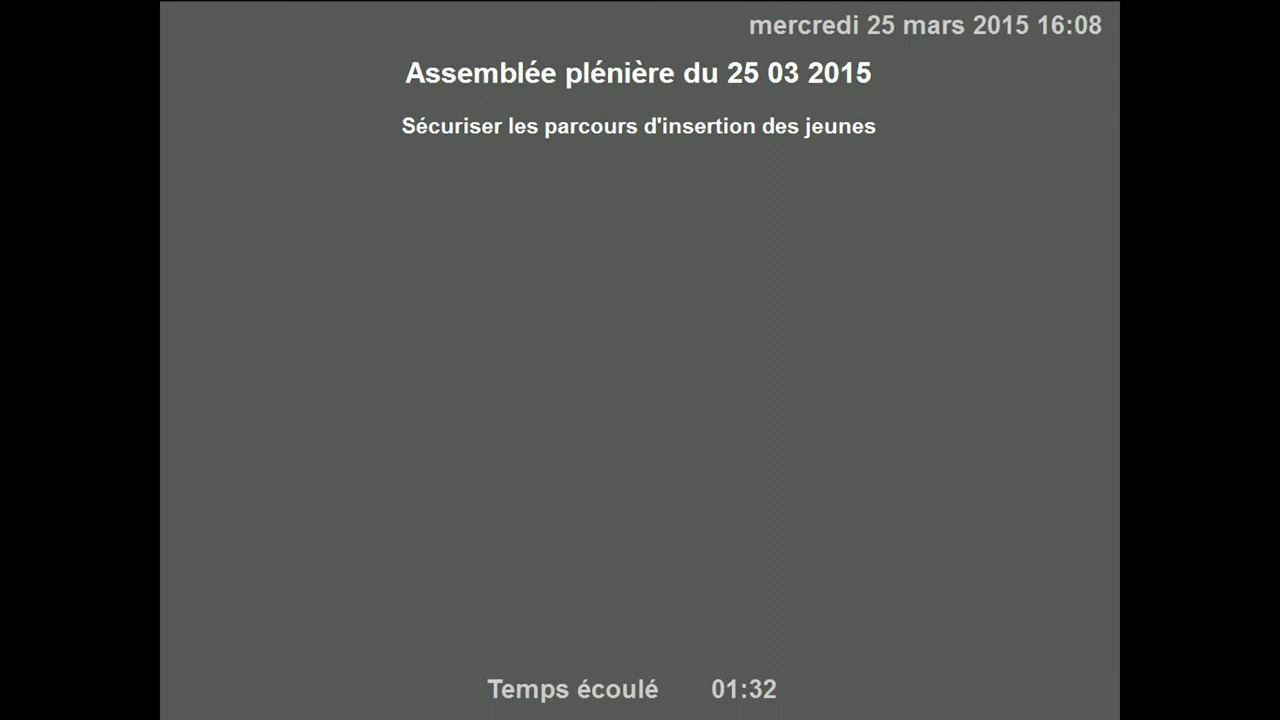 mercredi 25 mars 2015 16:08
Assemblée plénière du 25 03 2015
Sécuriser les parcours d'insertion des jeunes
Temps écoulé 01:32